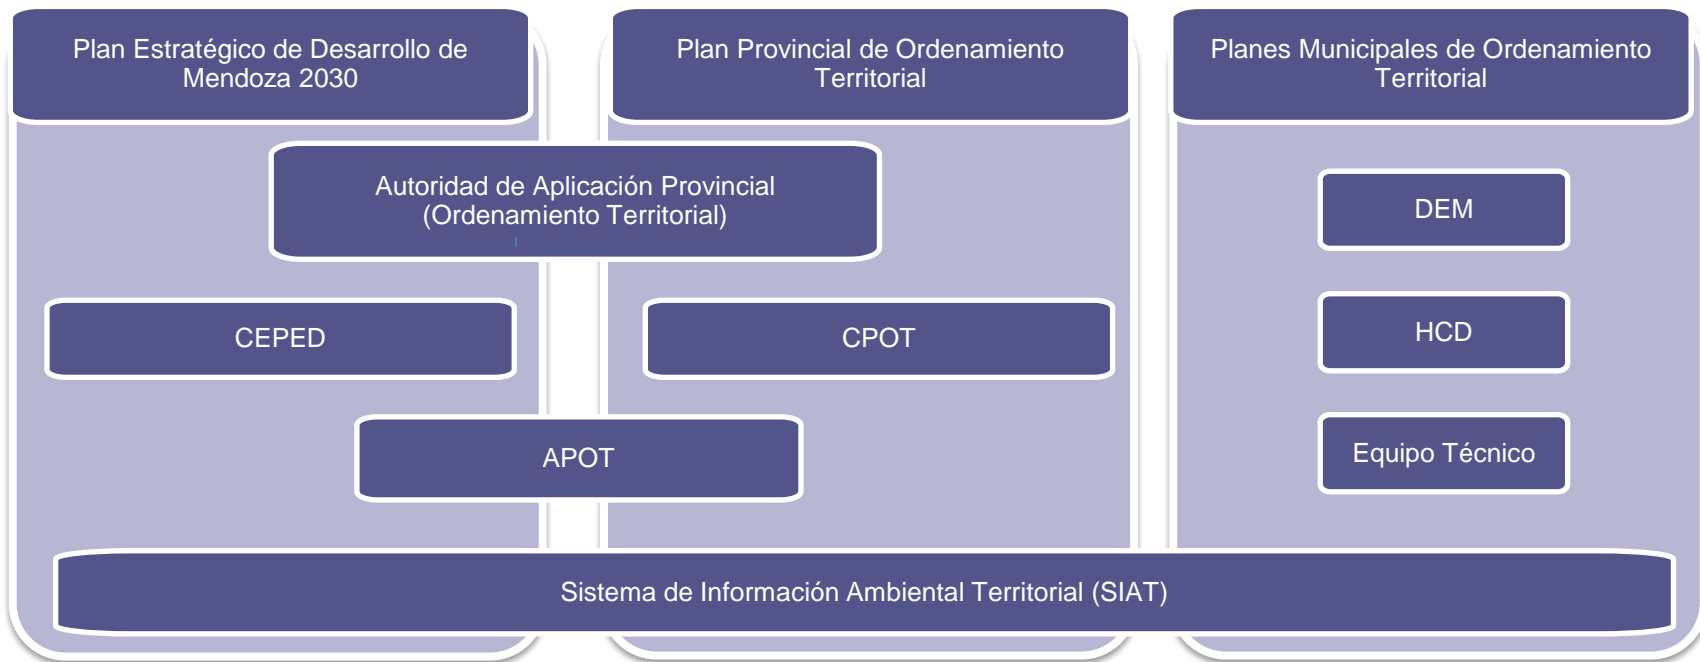 Plan Estratégico de Desarrollo de
Mendoza 2030
Plan Provincial de Ordenamiento
Territorial
Planes Municipales de Ordenamiento
Territorial
Autoridad de Aplicación Provincial
(Ordenamiento Territorial)
DEM
CEPED
CPOT
HCD
APOT
Equipo Técnico
Sistema de Información Ambiental Territorial (SIAT)